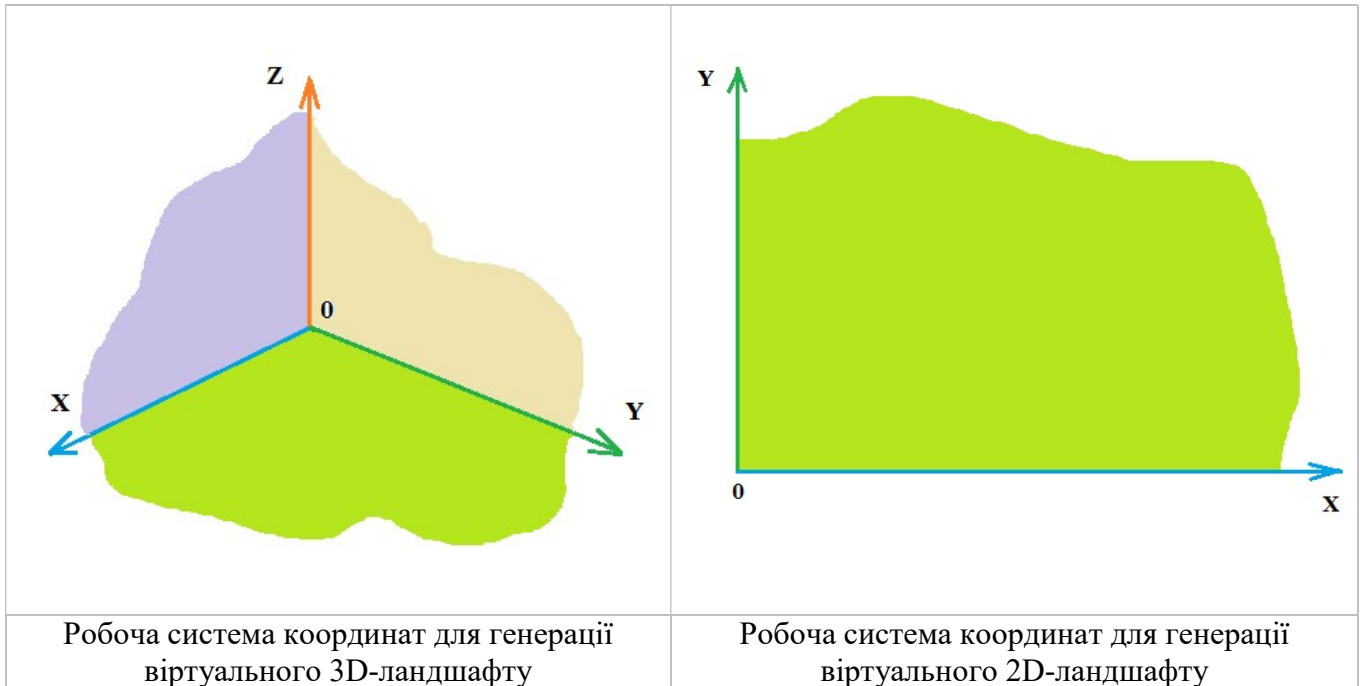 Z
0
X
Y
Y
0
X
Робоча система координат для генерації
віртуального 3D-ландшафту
Робоча система координат для генерації
віртуального 2D-ландшафту